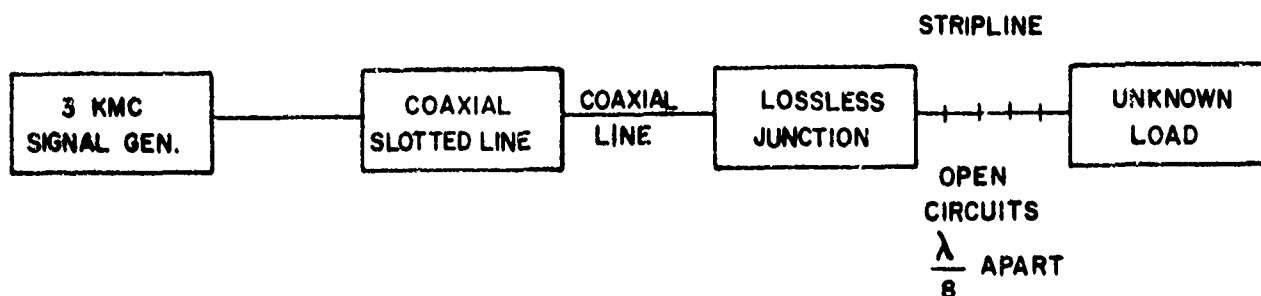 STRIPLINE
3 KMC
SIGNAL GEN.
COAXIAL
SLOTTED LINE
COAXIAL
LINE
LOSSLESS
JUNCTION
UNKNOWN
LOAD
OPEN
CIRCUITS
λ/8 APART